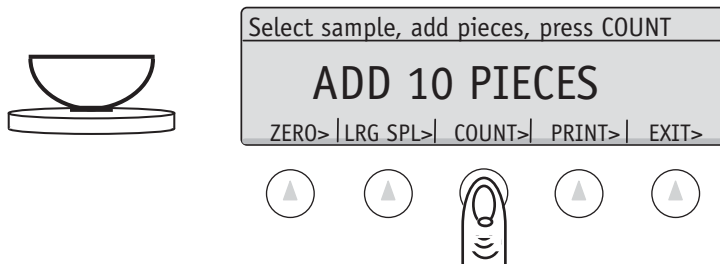 Select sample, add pieces, press COUNT
ADD 10 PIECES
ZERO> | LRG SPL> | COUNT> | PRINT> | EXIT>